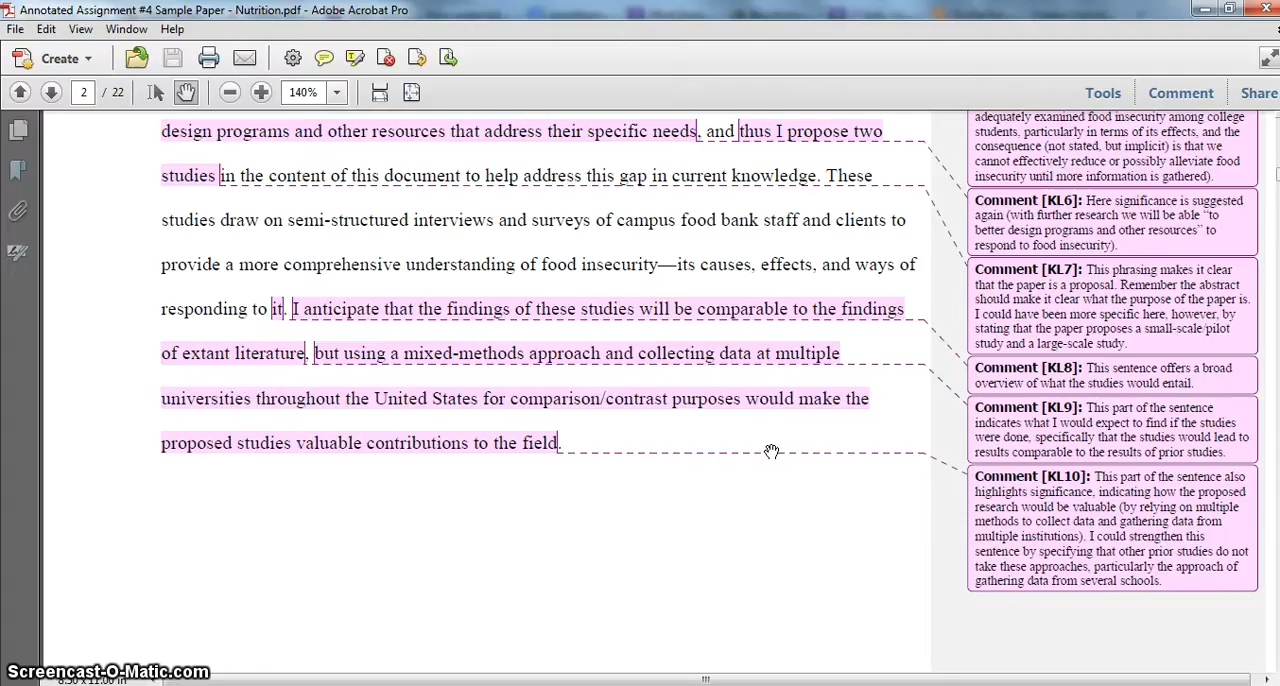 Annotated Assignment #4 Sample Paper - Nutrition.pdf - Adobe Acrobat Pro
File Edit View Window Help
Create
2 / 22 140% Tools Comment Share
design programs and other resources that address their specific needs, and thus I propose two
studies in the content of this document to help address this gap in current knowledge. These
studies draw on semi-structured interviews and surveys of campus food bank staff and clients to
provide a more comprehensive understanding of food insecurity—its causes, effects, and ways of
responding to it. I anticipate that the findings of these studies will be comparable to the findings
of extant literature, but using a mixed-methods approach and collecting data at multiple
universities throughout the United States for comparison/contrast purposes would make the
proposed studies valuable contributions to the field.
adequately examined food insecurity among college
students, particularly in terms of its effects, and the
consequence (not stated, but implicit) is that we
cannot effectively reduce or possibly alleviate food
insecurity until more information is gathered).
Comment [KL6]: Here significance is suggested
again (with further research we will be able "to
better design programs and other resources" to
respond to food insecurity).
Comment [KL7]: This phrasing makes it clear
that the paper is a proposal. Remember the abstract
should make it clear what the purpose of the paper is.
I could have been more specific here, however, by
stating that the paper proposes a small-scale/pilot
study and a large-scale study.
Comment [KL8]: This sentence offers a broad
overview of what the studies would entail.
Comment [KL9]: This part of the sentence
indicates what I would expect to find if the studies
were done, specifically that the studies would lead to
results comparable to the results of prior studies.
Comment [KL10]: This part of the sentence also
highlights significance, indicating how the proposed
research would be valuable (by relying on multiple
methods to collect data and gathering data from
multiple institutions). I could strengthen this
sentence by specifying that other prior studies do not
take these approaches, particularly the approach of
gathering data from several schools.
Screencast-O-Matic.com
8.50 x 11.00 in